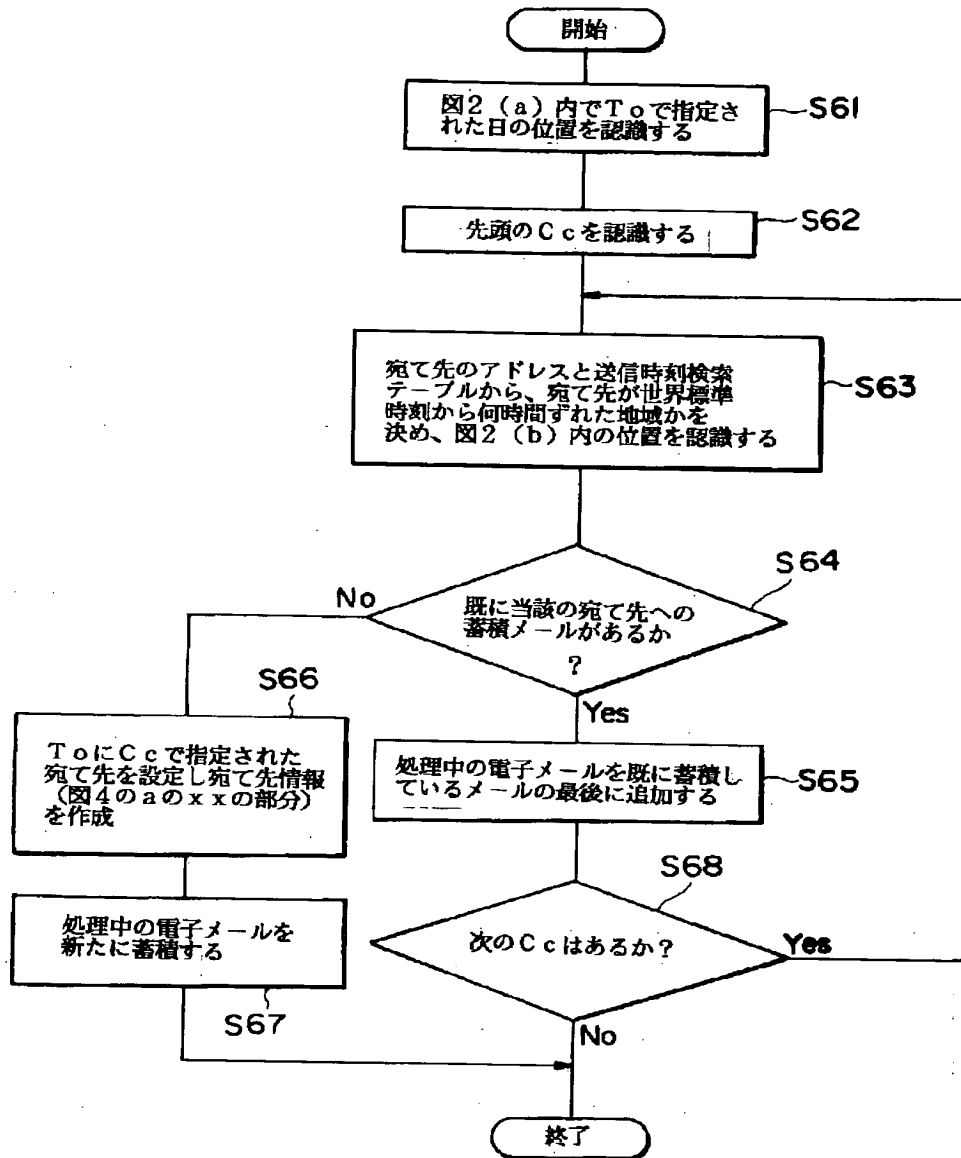 開始
図2(a)内でToで指定さ
れた日の位置を認識する
S61
先頭のCcを認識する
S62
宛て先のアドレスと送信時刻検索
テーブルから、宛て先が世界標準
時刻から何時間ずれた地域かを
決め、図2(b)内の位置を認識する
S63
S64
既に当該の宛て先への
蓄積メールがあるか
?
No
Yes
S66
ToにCcで指定された
宛て先を設定し宛て先情報
(図4のaのxxの部分)
を作成
処理中の電子メールを既に蓄積し
ているメールの最後に追加する
S65
処理中の電子メールを
新たに蓄積する
S67
S68
次のCcはあるか?
Yes
No
終了